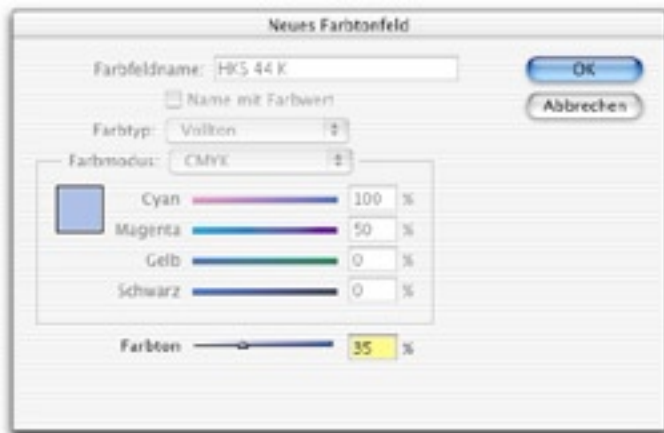 Neues Farbtonfeld
Farbfeldname: HKS 44 K
OK
Name mit Farbwert
Abbrechen
Farbtyp: Vollton
Farbmodus: CMYK
Cyan 100 %
Magenta 50 %
Gelb 0 %
Schwarz 0 %
Farbton 35 %